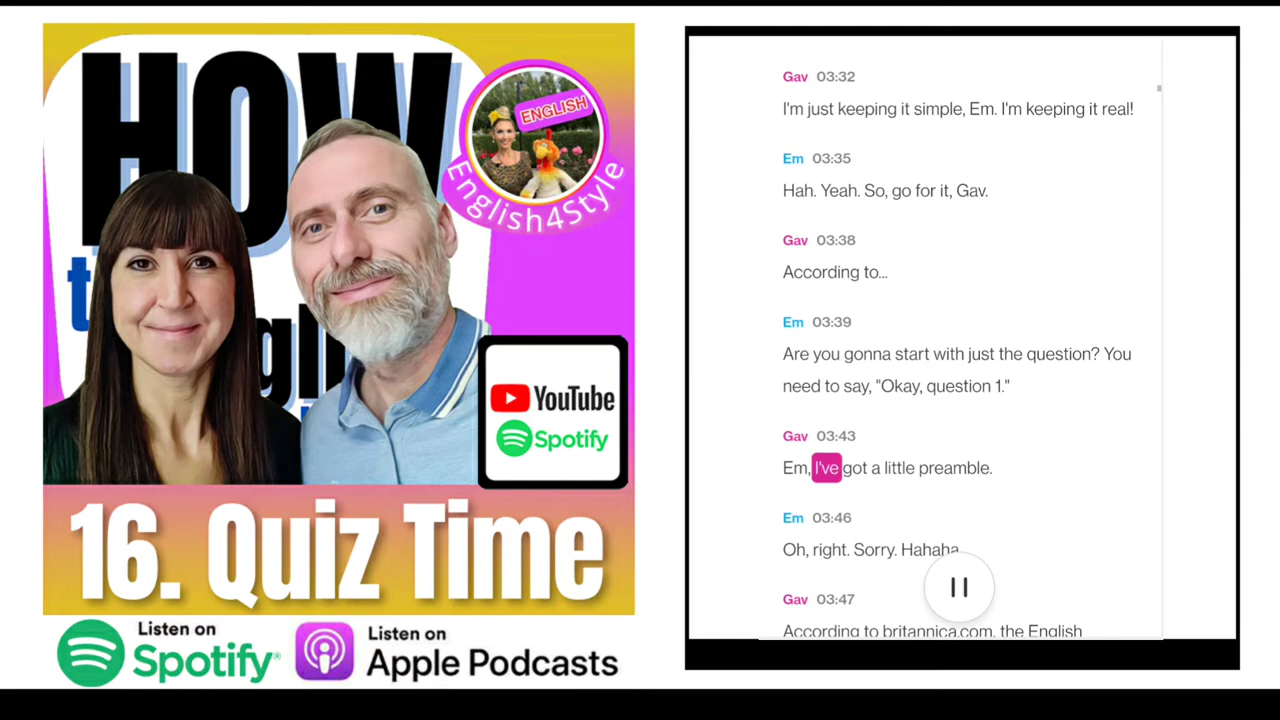 HOW
t
gl
ENGLISH
English4Style
YouTube
Spotify
16. Quiz Time
Listen on
Spotify
Listen on
Apple Podcasts
Gav 03:32
I'm just keeping it simple, Em. I'm keeping it real!
Em 03:35
Hah. Yeah. So, go for it, Gav.
Gav 03:38
According to...
Em 03:39
Are you gonna start with just the question? You
need to say, "Okay, question 1."
Gav 03:43
Em, I've got a little preamble.
Em 03:46
Oh, right. Sorry. Hahaha
Gav 03:47
According to britannica.com, the English